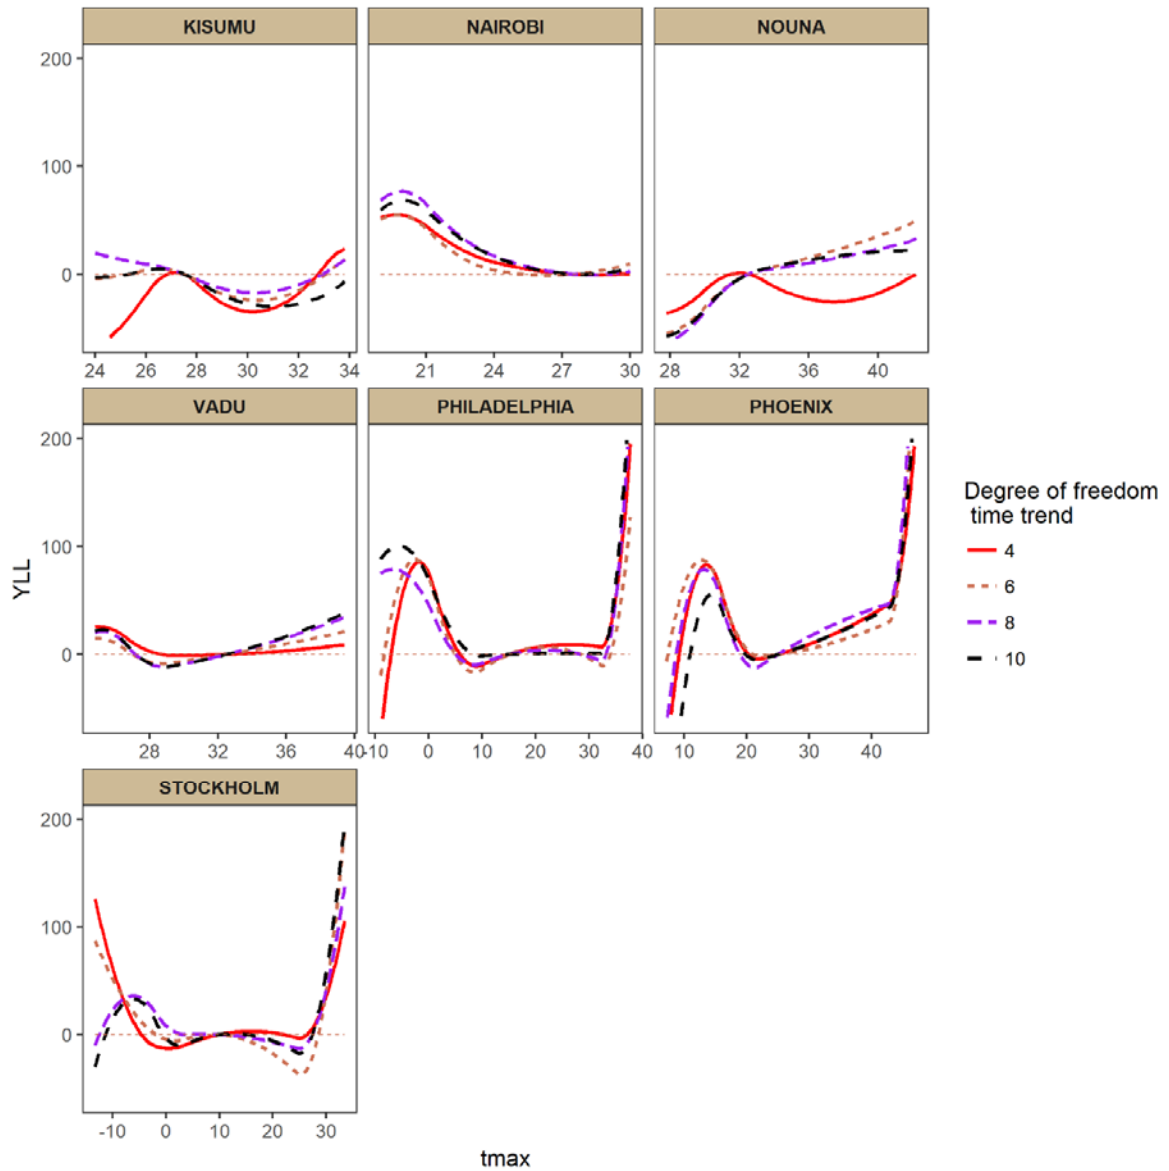 KISUMU NAIROBI NOUNA
200
100
0
24 26 28 30 32 34 21 24 27 30 28 32 36 40
VADU PHILADELPHIA PHOENIX
200
100
0
28 32 36 40 -10 0 10 20 30 40 10 20 30 40
STOCKHOLM
200
100
0
-10 0 10 20 30
YLL
tmax
Degree of freedom
time trend
4
6
8
10